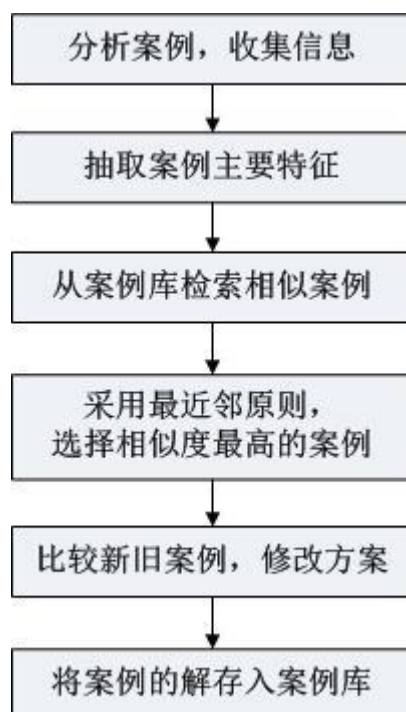 分析案例，收集信息
抽取案例主要特征
从案例库检索相似案例
采用最近邻原则，
选择相似度最高的案例
比较新旧案例，修改方案
将案例的解存入案例库